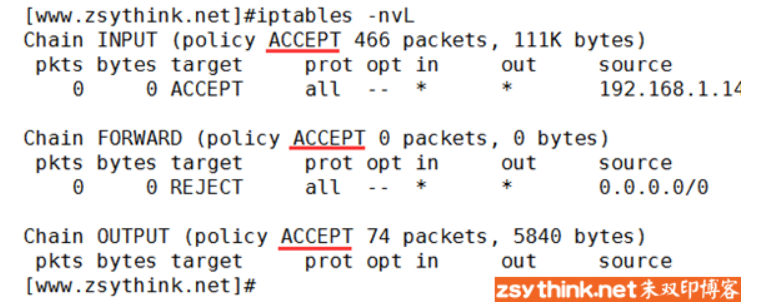 [www.zsythink.net]#iptables -nvL
Chain INPUT (policy ACCEPT 466 packets, 111K bytes)
 pkts bytes target     prot opt in     out     source
    0     0 ACCEPT     all  --  *      *       192.168.1.14
Chain FORWARD (policy ACCEPT 0 packets, 0 bytes)
 pkts bytes target     prot opt in     out     source
    0     0 REJECT     all  --  *      *       0.0.0.0/0
Chain OUTPUT (policy ACCEPT 74 packets, 5840 bytes)
 pkts bytes target     prot opt in     out     source
[www.zsythink.net]#
zsythink.net朱双印博客